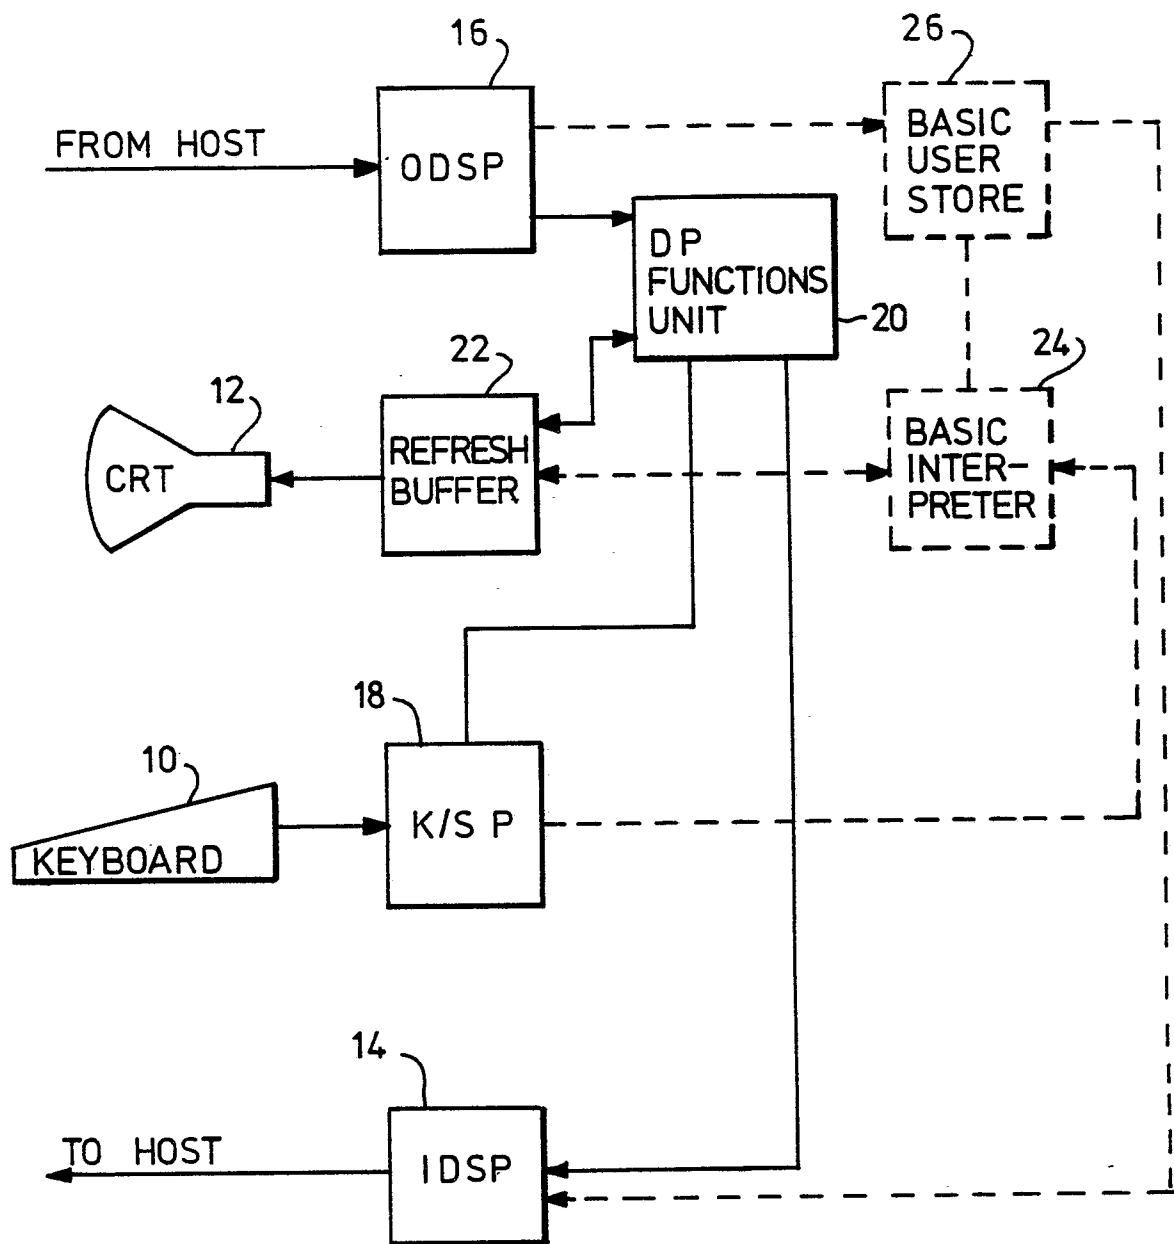 16
26
FROM HOST
ODSP
BASIC
USER
STORE
DP
FUNCTIONS
UNIT
20
22
24
12
CRT
REFRESH
BUFFER
BASIC
INTER-
PRETER
18
10
K/S P
KEYBOARD
14
TO HOST
IDSP